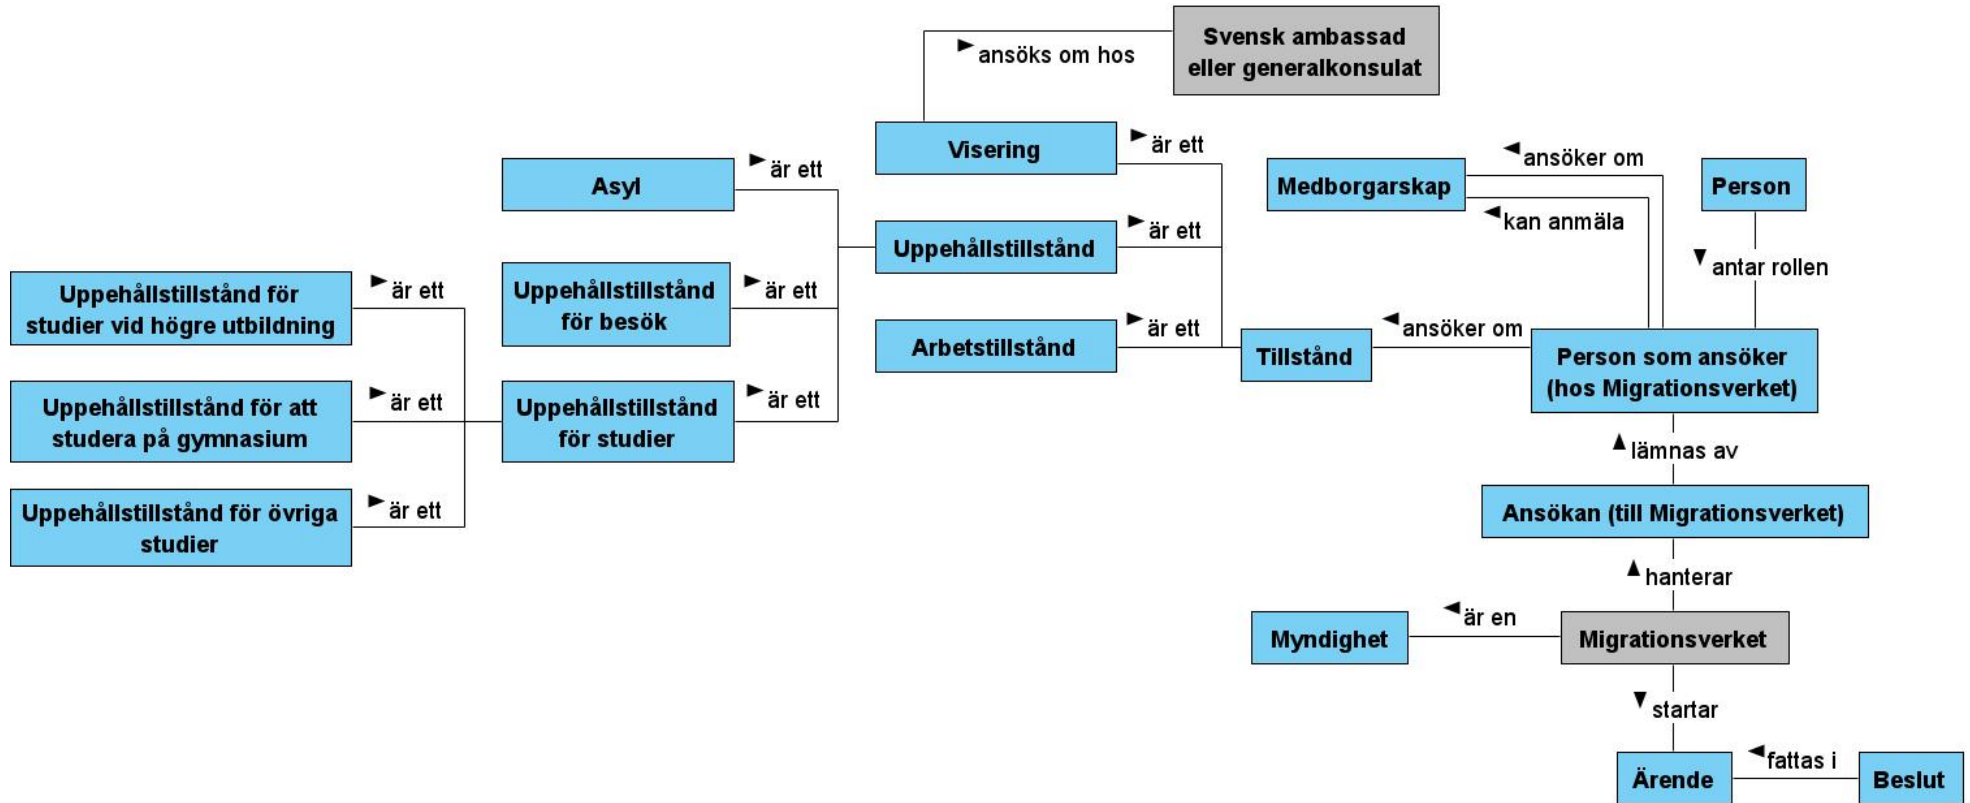 Svensk ambassad
eller generalkonsulat
ansöks om hos
Visering
är ett
Asyl
är ett
Medborgarskap
ansöker om
kan anmäla
Person
antar rollen
Uppehållstillstånd
är ett
Uppehållstillstånd för
studier vid högre utbildning
är ett
Uppehållstillstånd
för besök
är ett
Arbetstillstånd
är ett
Tillstånd
ansöker om
Person som ansöker
(hos Migrationsverket)
Uppehållstillstånd för att
studera på gymnasium
är ett
Uppehållstillstånd
för studier
är ett
lämnas av
Uppehållstillstånd för övriga
studier
är ett
Ansökan (till Migrationsverket)
hanterar
Myndighet
är en
Migrationsverket
startar
Ärende
fattas i
Beslut